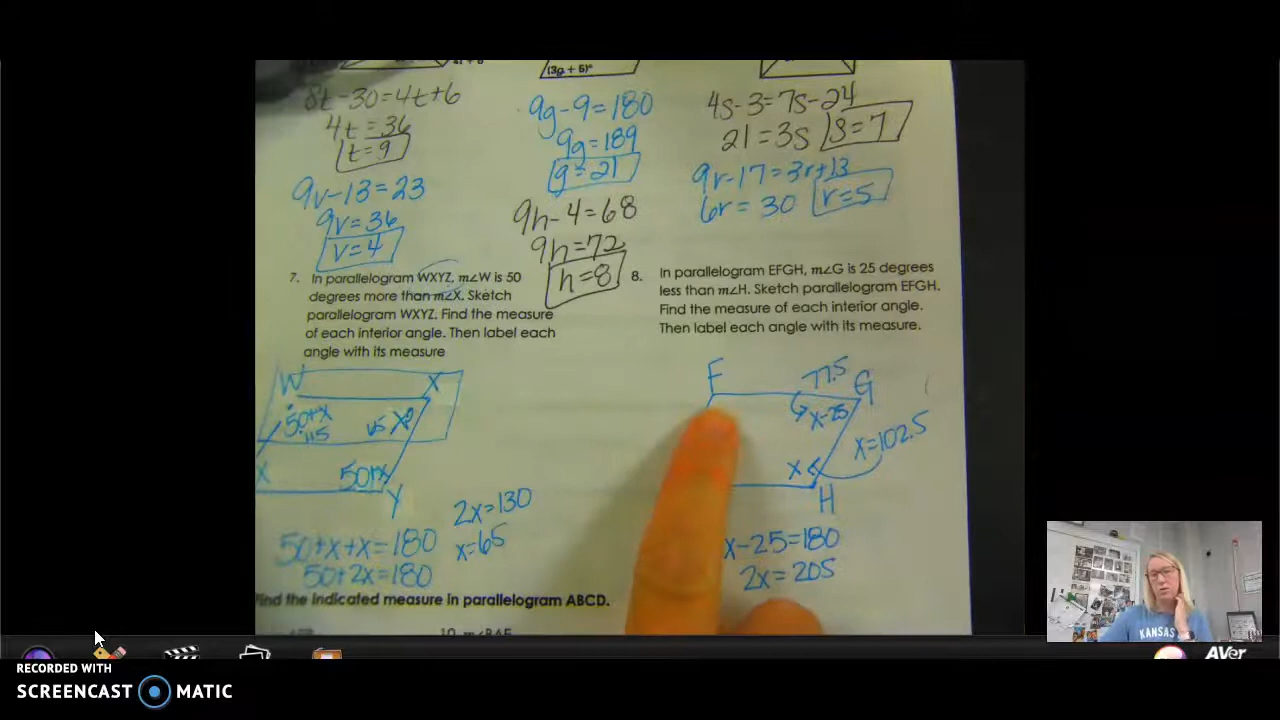 (3g + 6)°
8t-30=4t+6
4t=36
t=9
9v-13=23
9v=36
v=4
9g-9=180
9g=189
g=21
9h-4=68
9h=72
h=8
4s-3=7s-24
21=3s s=7
9r-17=3r+13
6r=30 r=5
7. In parallelogram WXYZ, m∠W is 50
degrees more than m∠X. Sketch
parallelogram WXYZ. Find the measure
of each interior angle. Then label each
angle with its measure
W X
50+x
115
65 X°
X 50+x
Y
50+x+x=180
50+2x=180
2x=130
x=65
8. In parallelogram EFGH, m∠G is 25 degrees
less than m∠H. Sketch parallelogram EFGH.
Find the measure of each interior angle.
Then label each angle with its measure.
F 77.5 G
x-25
x=102.5
x
H
x-25=180
2x=205
Find the indicated measure in parallelogram ABCD.
KANSAS
RECORDED WITH
SCREENCAST MATIC
AVer